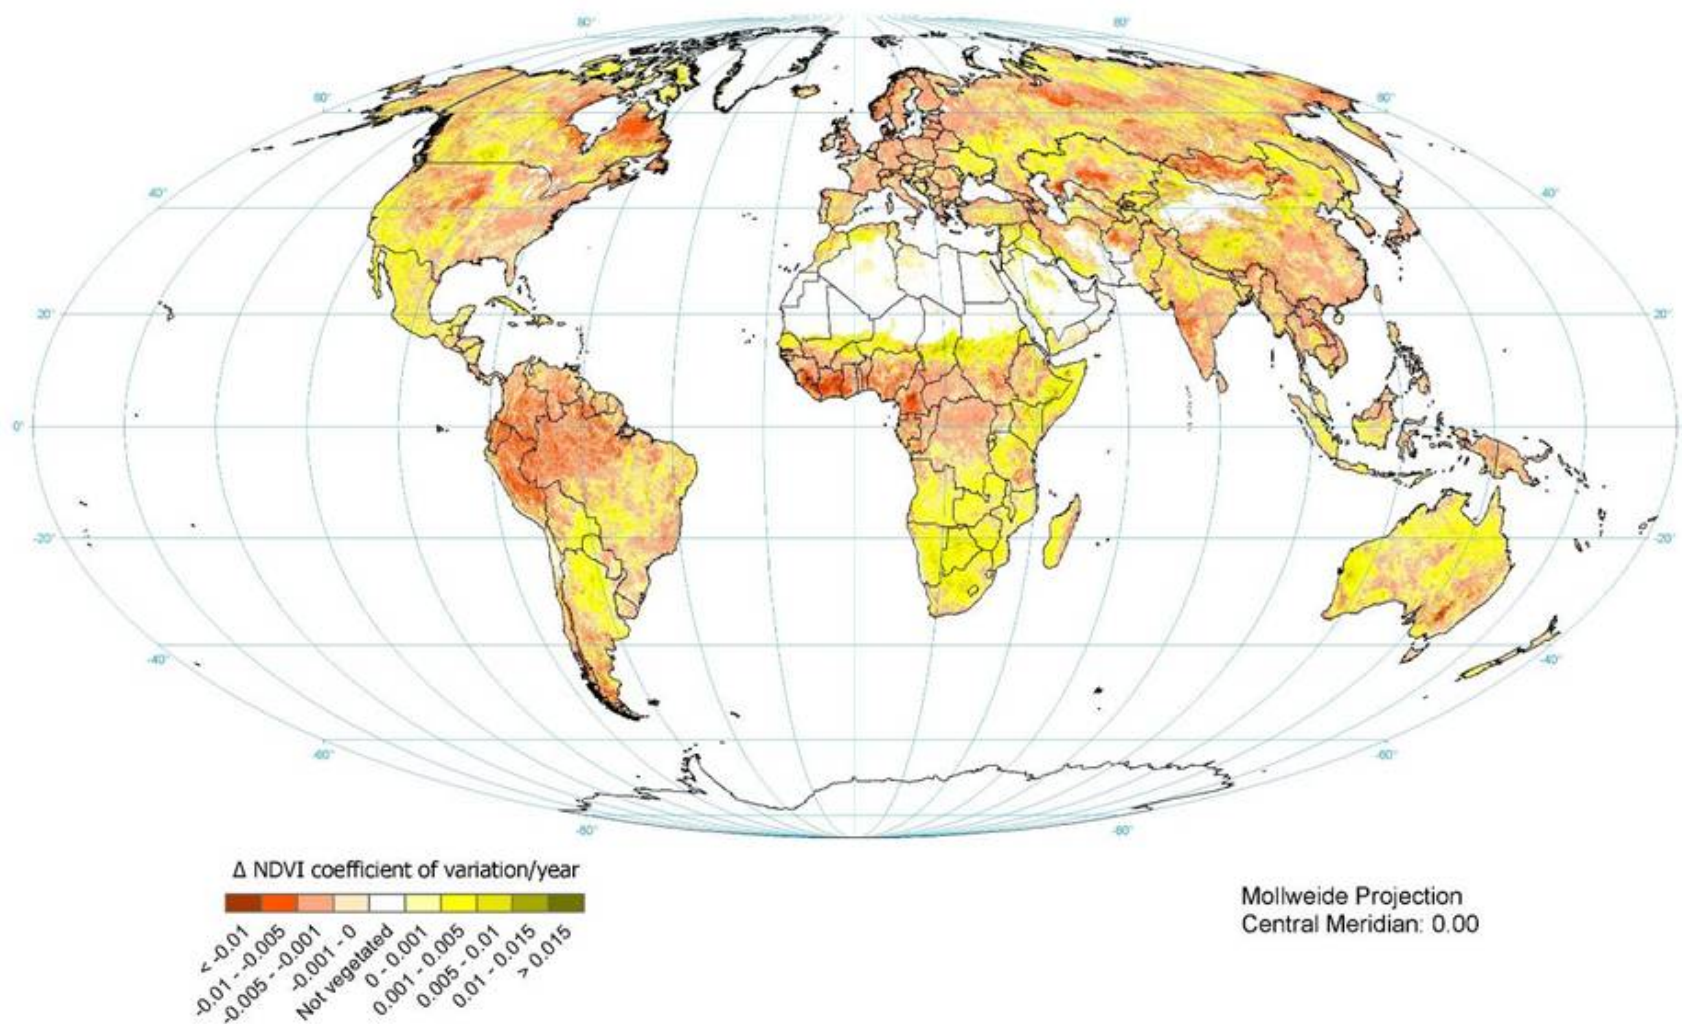 80° 80°
60° 60°
40° 40°
20° 20°
0° 0°
-20° -20°
-40° -40°
-60° -60°
-80° -80°
Δ NDVI coefficient of variation/year
< -0.01
-0.01 - -0.005
-0.005 - -0.001
-0.001 - 0
Not vegetated
0 - 0.001
0.001 - 0.005
0.005 - 0.01
0.01 - 0.015
> 0.015
Mollweide Projection
Central Meridian: 0.00